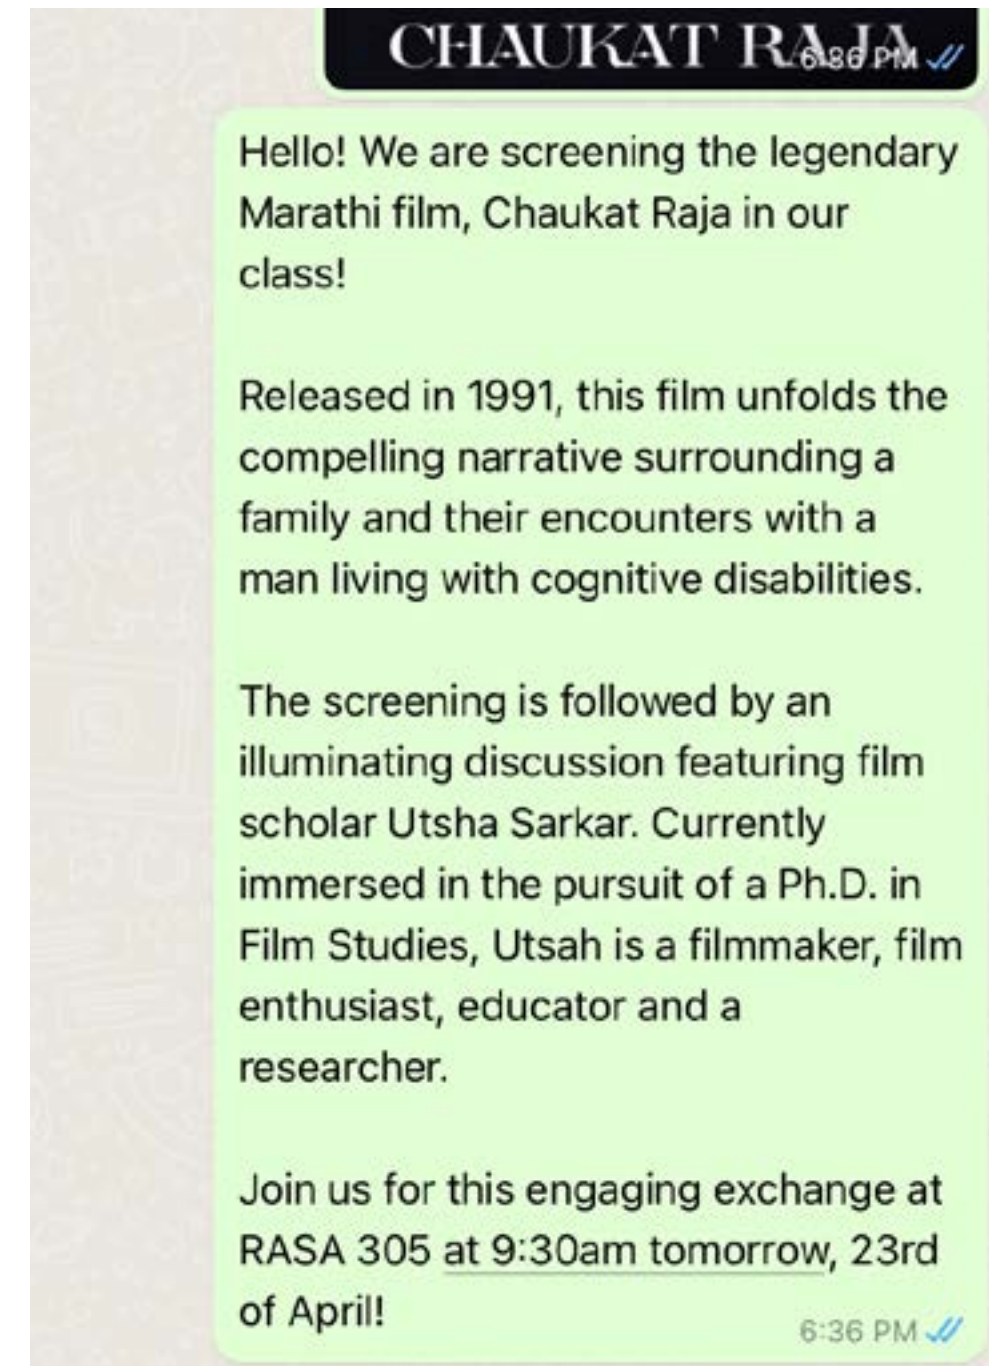 CHAUKAT RAJA
6:36 PM
Hello! We are screening the legendary
Marathi film, Chaukat Raja in our
class!
Released in 1991, this film unfolds the
compelling narrative surrounding a
family and their encounters with a
man living with cognitive disabilities.
The screening is followed by an
illuminating discussion featuring film
scholar Utsha Sarkar. Currently
immersed in the pursuit of a Ph.D. in
Film Studies, Utsah is a filmmaker, film
enthusiast, educator and a
researcher.
Join us for this engaging exchange at
RASA 305 at 9:30am tomorrow, 23rd
of April!
6:36 PM